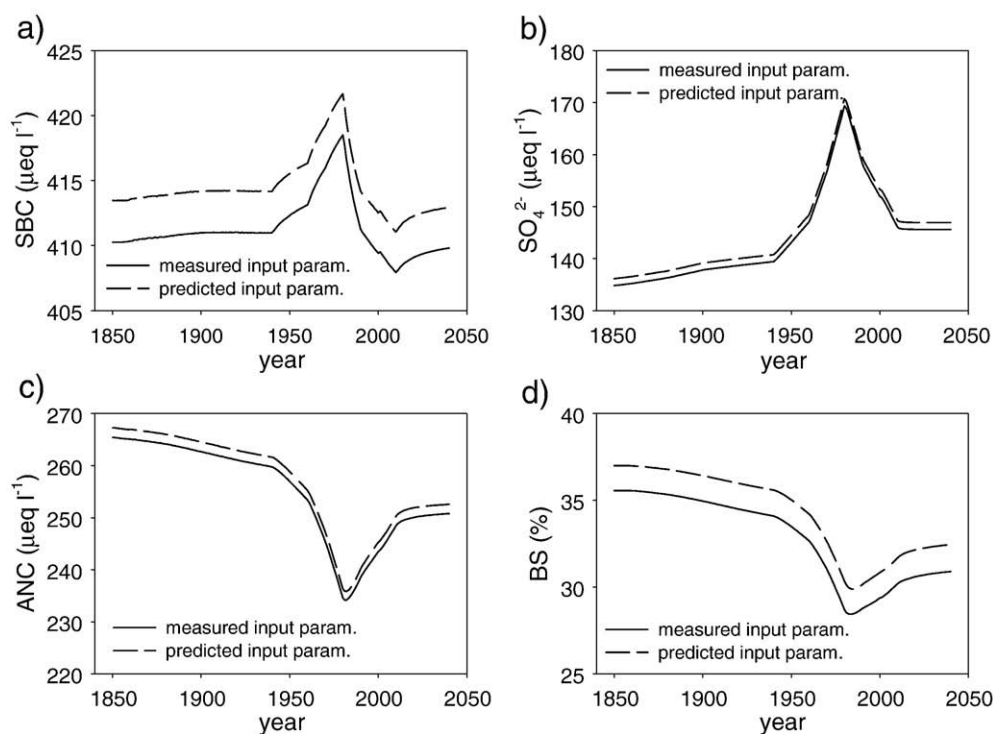 a)
SBC (µeq l⁻¹)
425
420
415
410
405
measured input param.
predicted input param.
1850 1900 1950 2000 2050
year
b)
SO₄²⁻ (µeq l⁻¹)
180
170
160
150
140
130
measured input param.
predicted input param.
1850 1900 1950 2000 2050
year
c)
ANC (µeq l⁻¹)
270
260
250
240
230
220
measured input param.
predicted input param.
1850 1900 1950 2000 2050
year
d)
BS (%)
40
35
30
25
measured input param.
predicted input param.
1850 1900 1950 2000 2050
year